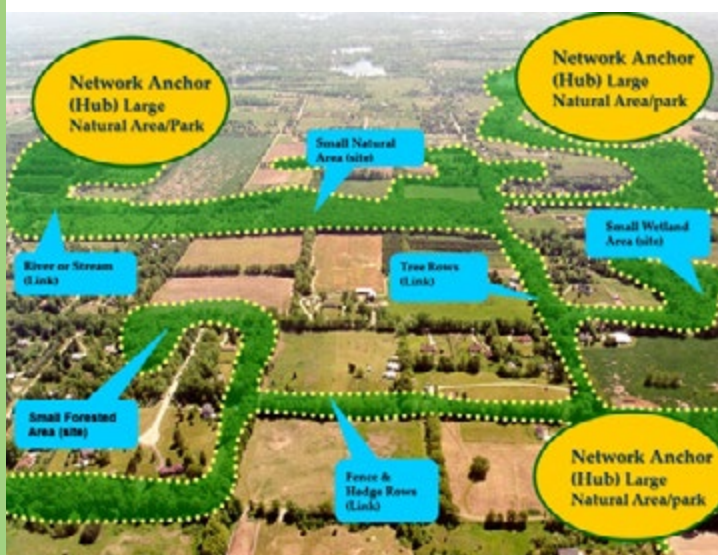 Network Anchor
(Hub) Large
Natural Area/Park
Network Anchor
(Hub) Large
Natural Area/park
Small Natural
Area (site)
Small Wetland
Area (site)
River or Stream
(Link)
Tree Rows
(Link)
Small Forested
Area (site)
Fence &
Hedge Rows
(Link)
Network Anchor
(Hub) Large
Natural Area/park